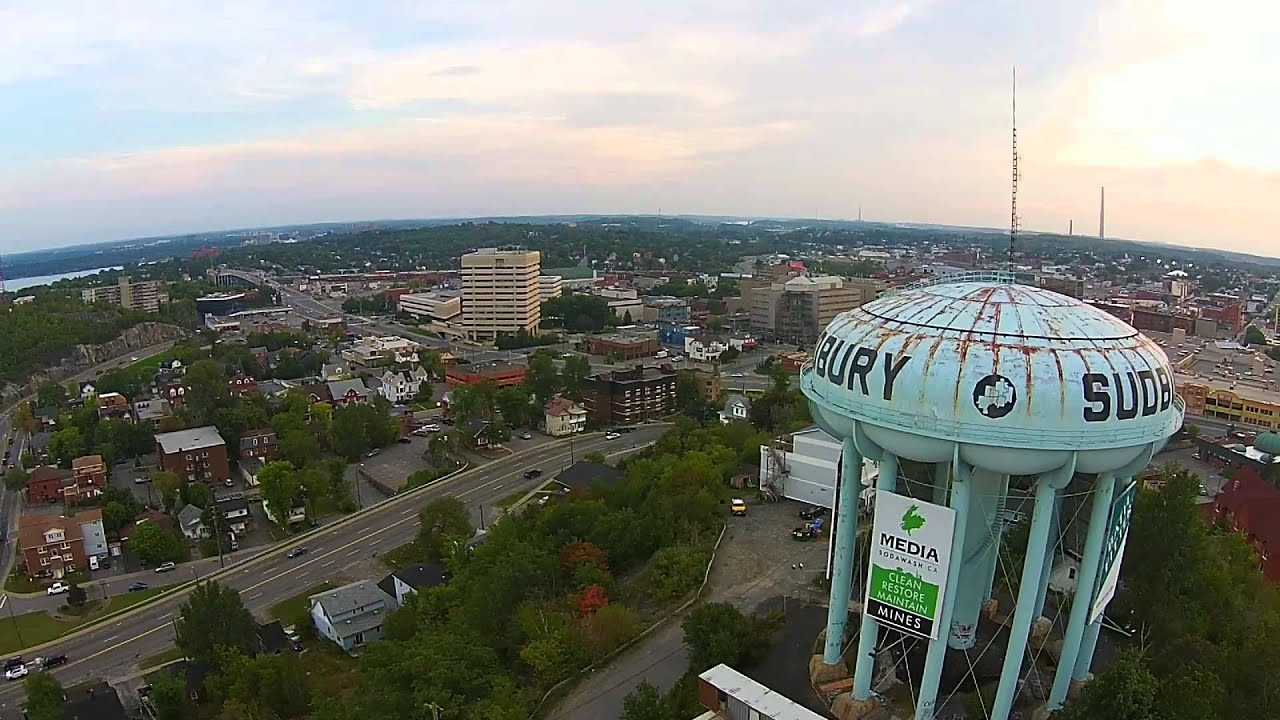 BURY SUDB
MEDIA
SODAWASH.CA
CLEAN
RESTORE
MAINTAIN
MINES